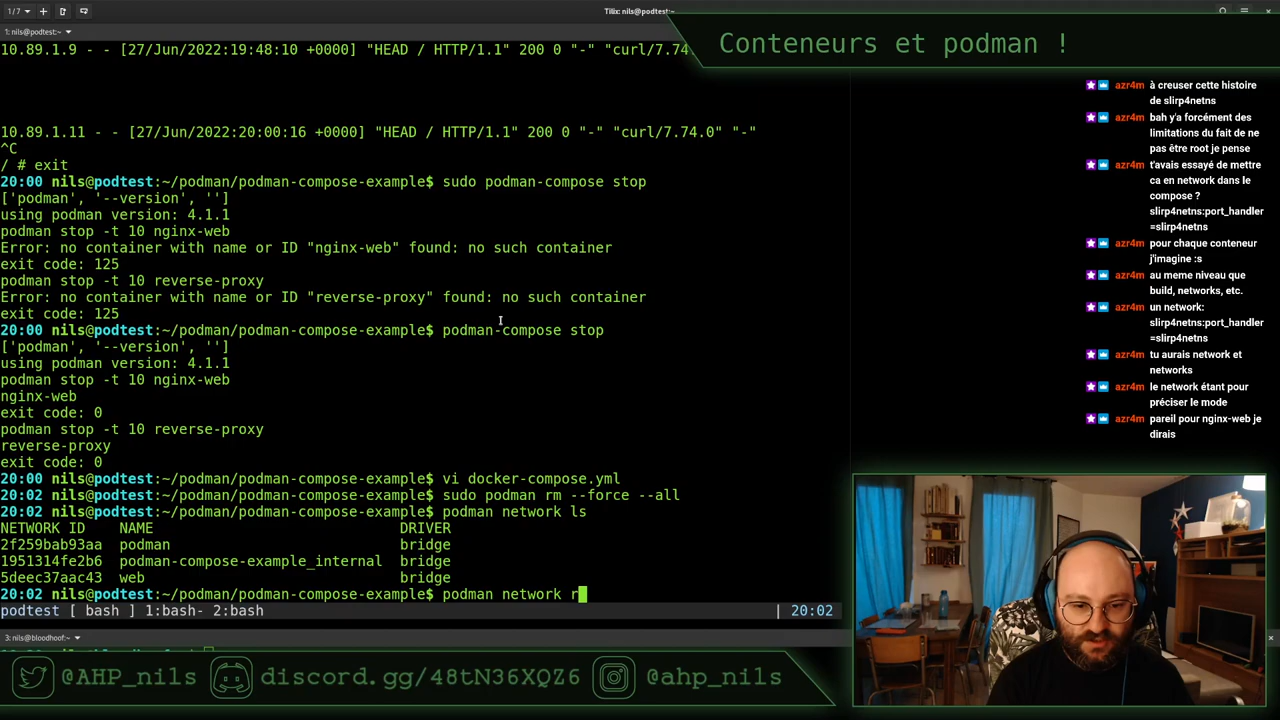 1/7
Tilix: nils@podtest:~
1: nils@podtest:~
Conteneurs et podman !
10.89.1.9 - - [27/Jun/2022:19:48:10 +0000] "HEAD / HTTP/1.1" 200 0 "-" "curl/7.74.
10.89.1.11 - - [27/Jun/2022:20:00:16 +0000] "HEAD / HTTP/1.1" 200 0 "-" "curl/7.74.0" "-"
^C
/ # exit
20:00 nils@podtest:~/podman/podman-compose-example$ sudo podman-compose stop
['podman', '--version', '']
using podman version: 4.1.1
podman stop -t 10 nginx-web
Error: no container with name or ID "nginx-web" found: no such container
exit code: 125
podman stop -t 10 reverse-proxy
Error: no container with name or ID "reverse-proxy" found: no such container
exit code: 125
20:00 nils@podtest:~/podman/podman-compose-example$ podman-compose stop
['podman', '--version', '']
using podman version: 4.1.1
podman stop -t 10 nginx-web
nginx-web
exit code: 0
podman stop -t 10 reverse-proxy
reverse-proxy
exit code: 0
20:00 nils@podtest:~/podman/podman-compose-example$ vi docker-compose.yml
20:02 nils@podtest:~/podman/podman-compose-example$ sudo podman rm --force --all
20:02 nils@podtest:~/podman/podman-compose-example$ podman network ls
NETWORK ID NAME DRIVER
2f259bab93aa podman bridge
1951314fe2b6 podman-compose-example_internal bridge
5deec37aac43 web bridge
20:02 nils@podtest:~/podman/podman-compose-example$ podman network r
podtest [ bash ] 1:bash- 2:bash | 20:02
3: nils@bloodhoof:~
azr4m à creuser cette histoire
de slirp4netns
azr4m bah y'a forcément des
limitations du fait de ne
pas être root je pense
azr4m t'avais essayé de mettre
ca en network dans le
compose ?
slirp4netns:port_handler
=slirp4netns
azr4m pour chaque conteneur
j'imagine :s
azr4m au meme niveau que
build, networks, etc.
azr4m un network:
slirp4netns:port_handler
=slirp4netns
azr4m tu aurais network et
networks
azr4m le network étant pour
préciser le mode
azr4m pareil pour nginx-web je
dirais
@AHP_nils discord.gg/48tN36XQZ6 @ahp_nils